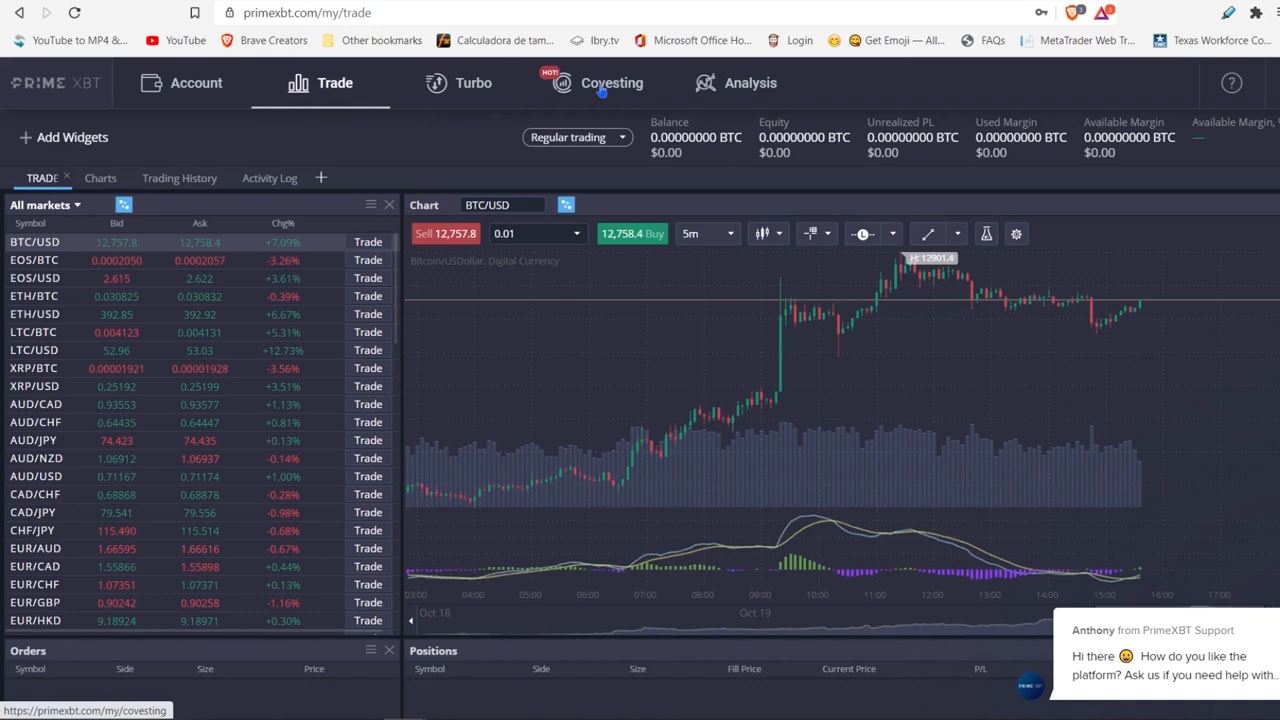 primexbt.com/my/trade
3
3
YouTube to MP4 &...
YouTube
Brave Creators
Other bookmarks
Calculadora de tam...
lbry.tv
Microsoft Office Ho...
Login
Get Emoji — All...
FAQs
MetaTrader Web Tr...
Texas Workforce Co...
PRIME XBT
Account
Trade
Turbo
HOT!
Covesting
Analysis
?
+ Add Widgets
Regular trading
Balance
0.00000000 BTC
$0.00
Equity
0.00000000 BTC
$0.00
Unrealized PL
0.00000000 BTC
$0.00
Used Margin
0.00000000 BTC
$0.00
Available Margin
0.00000000 BTC
$0.00
Available Margin,
—
TRADE ×
Charts
Trading History
Activity Log
+
All markets
Symbol Bid Ask Chg%
BTC/USD 12,757.8 12,758.4 +7.09% Trade
EOS/BTC 0.0002050 0.0002057 -3.26% Trade
EOS/USD 2.615 2.622 +3.61% Trade
ETH/BTC 0.030825 0.030832 -0.39% Trade
ETH/USD 392.85 392.92 +6.67% Trade
LTC/BTC 0.004123 0.004131 +5.31% Trade
LTC/USD 52.96 53.03 +12.73% Trade
XRP/BTC 0.00001921 0.00001928 -3.56% Trade
XRP/USD 0.25192 0.25199 +3.51% Trade
AUD/CAD 0.93553 0.93577 +1.13% Trade
AUD/CHF 0.64435 0.64447 +0.81% Trade
AUD/JPY 74.423 74.435 +0.13% Trade
AUD/NZD 1.06912 1.06937 -0.14% Trade
AUD/USD 0.71167 0.71174 +1.00% Trade
CAD/CHF 0.68868 0.68878 -0.28% Trade
CAD/JPY 79.541 79.556 -0.98% Trade
CHF/JPY 115.490 115.514 -0.68% Trade
EUR/AUD 1.66595 1.66616 -0.67% Trade
EUR/CAD 1.55866 1.55898 +0.44% Trade
EUR/CHF 1.07351 1.07371 +0.13% Trade
EUR/GBP 0.90242 0.90258 -1.16% Trade
EUR/HKD 9.18924 9.18971 +0.30% Trade
Chart BTC/USD
Sell 12,757.8 0.01 12,758.4 Buy 5m L
Bitcoin/USDollar, Digital Currency
H: 12901.4
03:00 04:00 05:00 06:00 07:00 08:00 09:00 10:00 11:00 12:00 13:00 14:00 15:00 16:00 17:00
Oct 18
Oct 19
Orders
Symbol Side Size Price
Positions
Symbol Side Size Fill Price Current Price P/L
Anthony from PrimeXBT Support
Hi there 😀 How do you like the
platform? Ask us if you need help with...
PRIME XBT
https://primexbt.com/my/covesting